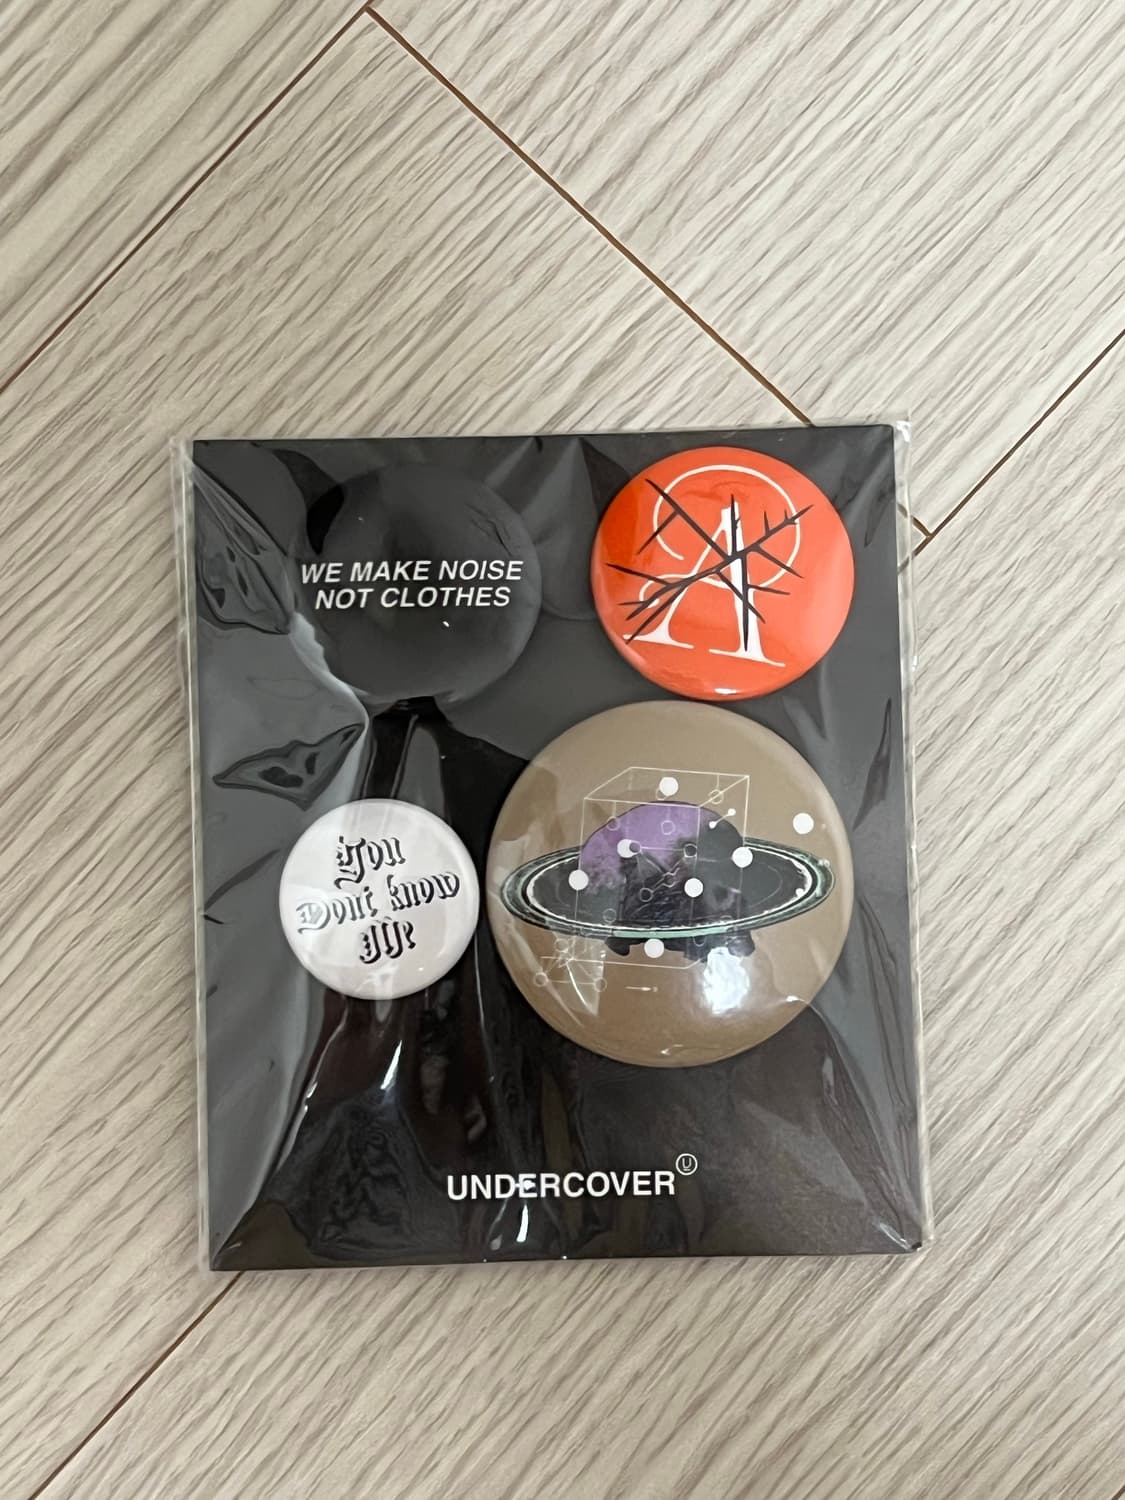 WE MAKE NOISE
NOT CLOTHES
A
You
Dont know
Me
UNDERCOVER
U